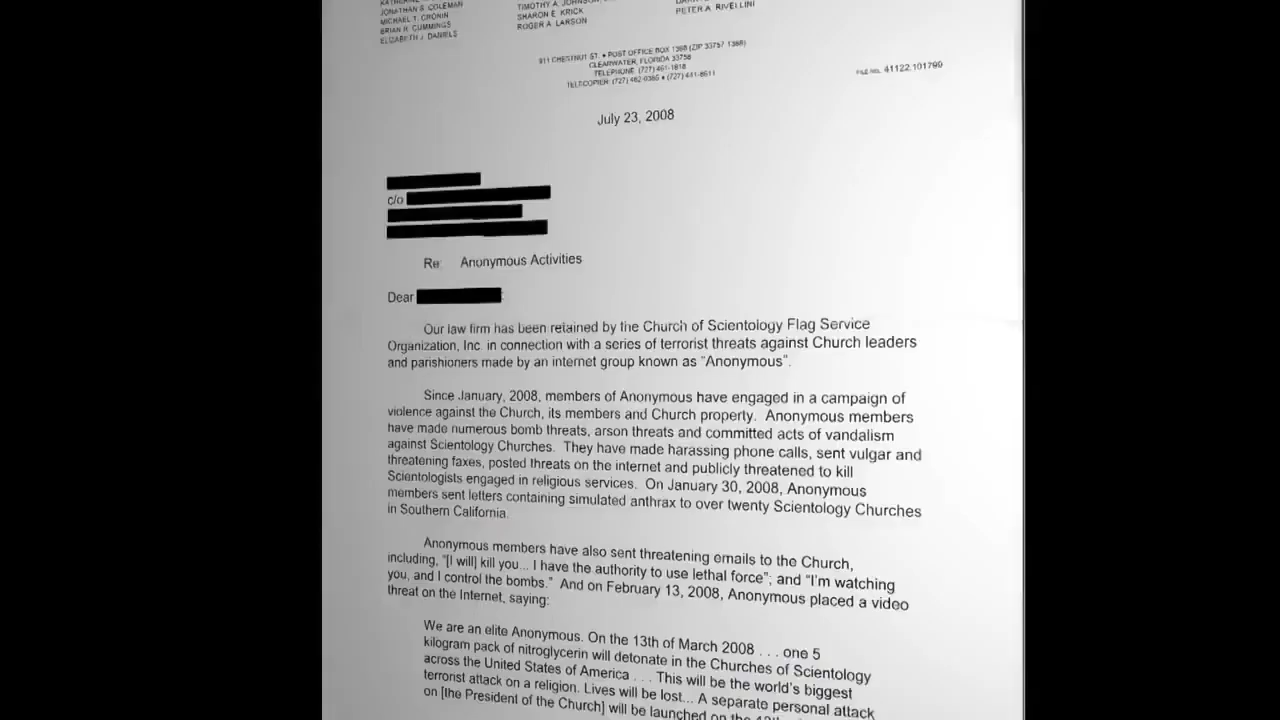 JONATHAN S. COLEMAN
MICHAEL T. CRONIN
BRIAN R. CUMMINGS
ELIZABETH J. DANIELS
TIMOTHY A. JOHNSON,
SHARON E. KRICK
ROGER A. LARSON
PETER A. RIVELLINI
911 CHESTNUT ST. • POST OFFICE BOX 1368 (ZIP 33757-1368)
CLEARWATER, FLORIDA 33756
TELEPHONE: (727) 461-1818
TELECOPIER: (727) 462-0365 • (727) 441-8617
FILE NO. 41122.101799
July 23, 2008
c/o
Re: Anonymous Activities
Dear :
Our law firm has been retained by the Church of Scientology Flag Service
Organization, Inc. in connection with a series of terrorist threats against Church leaders
and parishioners made by an internet group known as “Anonymous”.
Since January, 2008, members of Anonymous have engaged in a campaign of
violence against the Church, its members and Church property. Anonymous members
have made numerous bomb threats, arson threats and committed acts of vandalism
against Scientology Churches. They have made harassing phone calls, sent vulgar and
threatening faxes, posted threats on the internet and publicly threatened to kill
Scientologists engaged in religious services. On January 30, 2008, Anonymous
members sent letters containing simulated anthrax to over twenty Scientology Churches
in Southern California.
Anonymous members have also sent threatening emails to the Church,
including, “[I will] kill you... I have the authority to use lethal force”; and “I’m watching
you, and I control the bombs.” And on February 13, 2008, Anonymous placed a video
threat on the Internet, saying:
We are an elite Anonymous. On the 13th of March 2008 . . . one 5
kilogram pack of nitroglycerin will detonate in the Churches of Scientology
across the United States of America . . . This will be the world’s biggest
terrorist attack on a religion. Lives will be lost... A separate personal attack
on [the President of the Church] will be launched on the